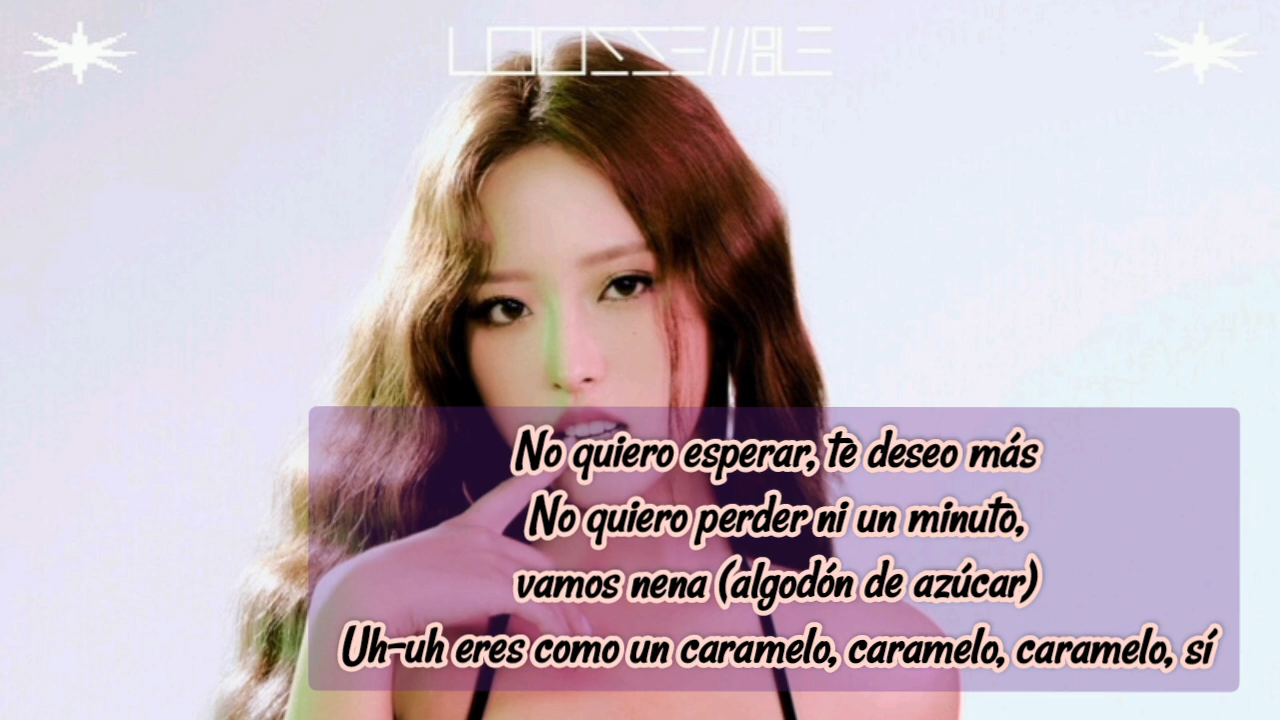 LOOSSEMBLE
No quiero esperar, te deseo más
No quiero perder ni un minuto,
vamos nena (algodón de azúcar)
Uh-uh eres como un caramelo, caramelo, caramelo, sí